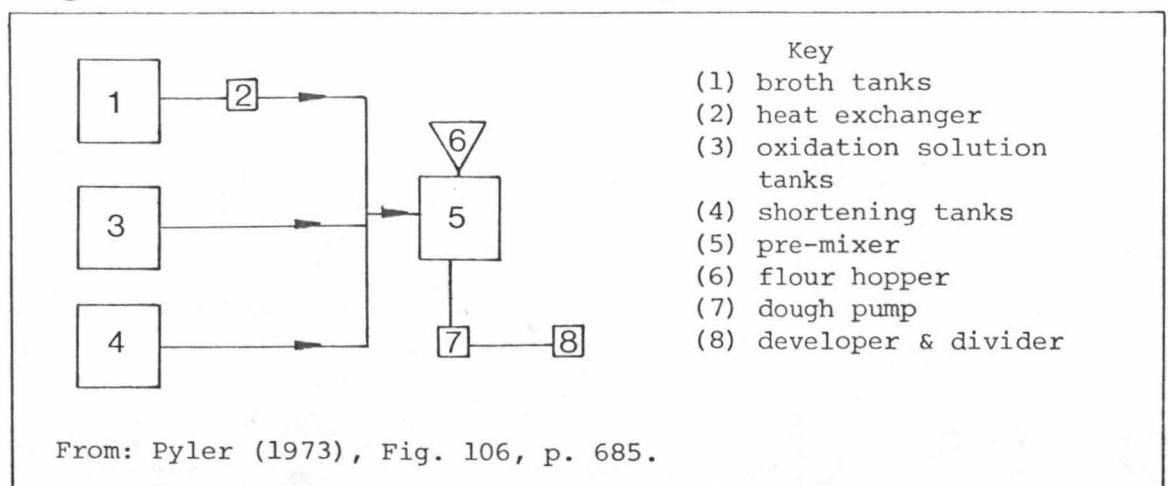 1
2
3
4
5
6
7
8
Key
(1) broth tanks
(2) heat exchanger
(3) oxidation solution
tanks
(4) shortening tanks
(5) pre-mixer
(6) flour hopper
(7) dough pump
(8) developer & divider
From: Pyler (1973), Fig. 106, p. 685.